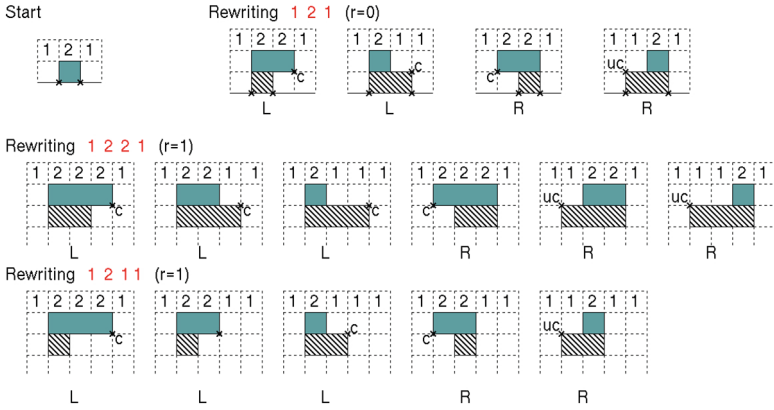 Start
Rewriting 1 2 1 (r=0)
1 2 1
1 2 2 1
1 2 1 1
1 2 2 1
1 1 2 1
c
c
c
uc
L
L
R
R
Rewriting 1 2 2 1 (r=1)
1 2 2 2 1
1 2 2 1 1
1 2 1 1 1
1 2 2 2 1
1 1 2 2 1
1 1 1 2 1
c
c
c
c
uc
uc
L
L
L
R
R
R
Rewriting 1 2 1 1 (r=1)
1 2 2 2 1
1 2 2 1 1
1 2 1 1 1
1 2 2 1 1
1 1 2 1 1
c
c
c
uc
L
L
L
R
R